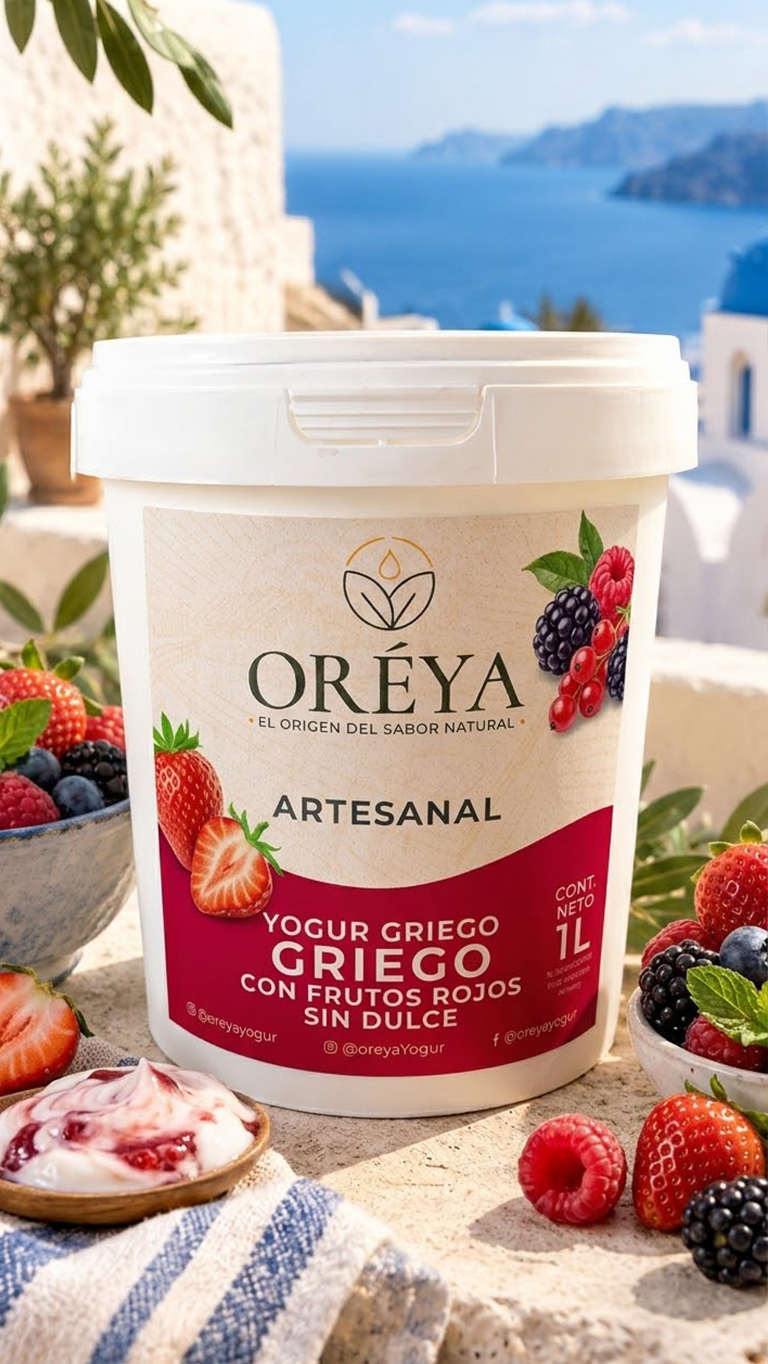 ORÉYA
• EL ORIGEN DEL SABOR NATURAL •
ARTESANAL
YOGUR GRIEGO
GRIEGO
CON FRUTOS ROJOS
SIN DULCE
CONT.
NETO
1L
@ereyayogur
@oreyaYogur
f @oreyayogur